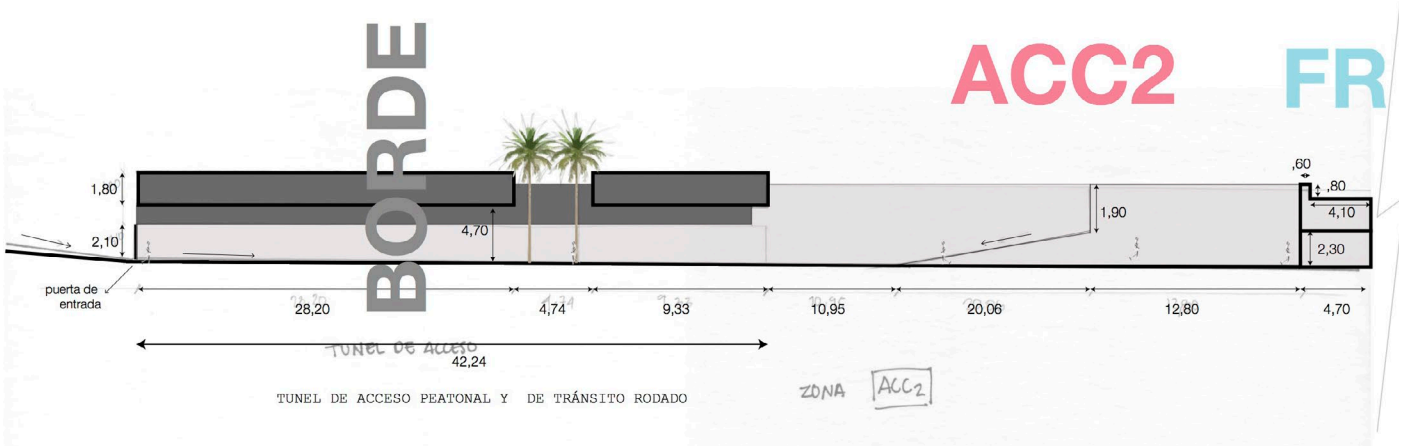 BORDE
ACC2
FR
,60
,80
1,80
4,10
1,90
4,70
2,10
2,30
puerta de
entrada
28,20
4,74
9,33
10,95
20,06
12,80
4,70
TUNEL DE ACCESO
42,24
TUNEL DE ACCESO PEATONAL Y DE TRÁNSITO RODADO
ZONA ACC2